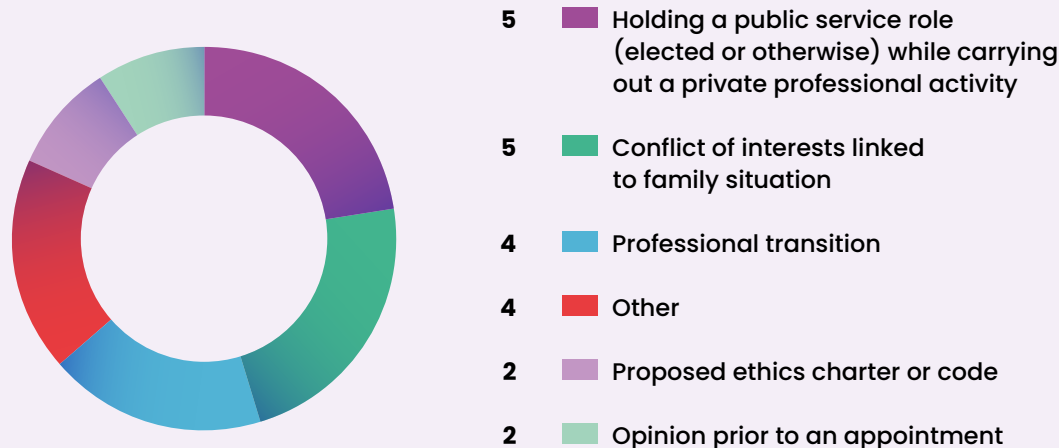 5 Holding a public service role
(elected or otherwise) while carrying
out a private professional activity
5 Conflict of interests linked
to family situation
4 Professional transition
4 Other
2 Proposed ethics charter or code
2 Opinion prior to an appointment